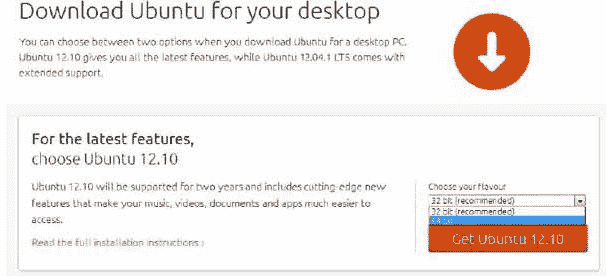 Download Ubuntu for your desktop
You can choose between two options when you download Ubuntu for a desktop PC.
Ubuntu 12.10 gives you all the latest features, while Ubuntu 12.04.1 LTS comes with
extended support.
For the latest features,
choose Ubuntu 12.10
Ubuntu 12.10 will be supported for two years and includes cutting-edge new
features that make your music, videos, documents and apps much easier to
access.
Read the full installation instructions ›
Choose your flavour
32 bit (recommended)
32 bit (recommended)
Get Ubuntu 12.10